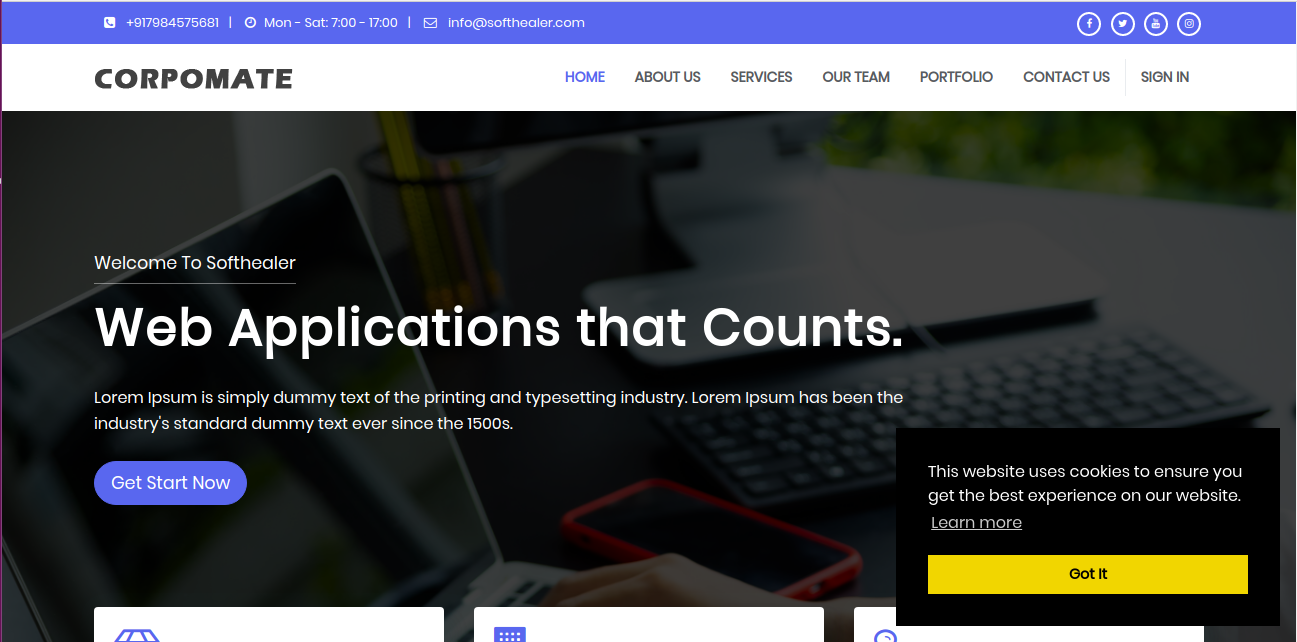 +917984575681 | Mon - Sat: 7:00 - 17:00 | info@softhealer.com
CORPOMATE
HOME ABOUT US SERVICES OUR TEAM PORTFOLIO CONTACT US SIGN IN
Welcome To Softhealer
Web Applications that Counts.
Lorem Ipsum is simply dummy text of the printing and typesetting industry. Lorem Ipsum has been the
industry's standard dummy text ever since the 1500s.
Get Start Now
This website uses cookies to ensure you
get the best experience on our website.
Learn more
Got It